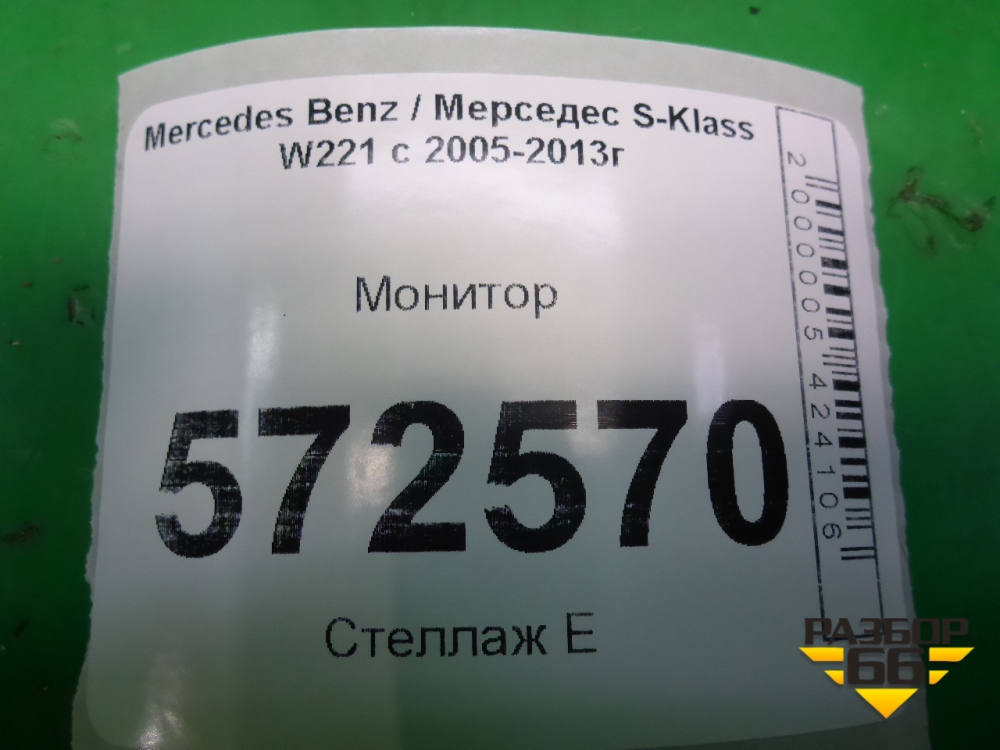 Mercedes Benz / Мерседес S-Klass
W221 с 2005-2013г
Монитор
572570
Стеллаж Е
2000005424106
РАЗБОР
66